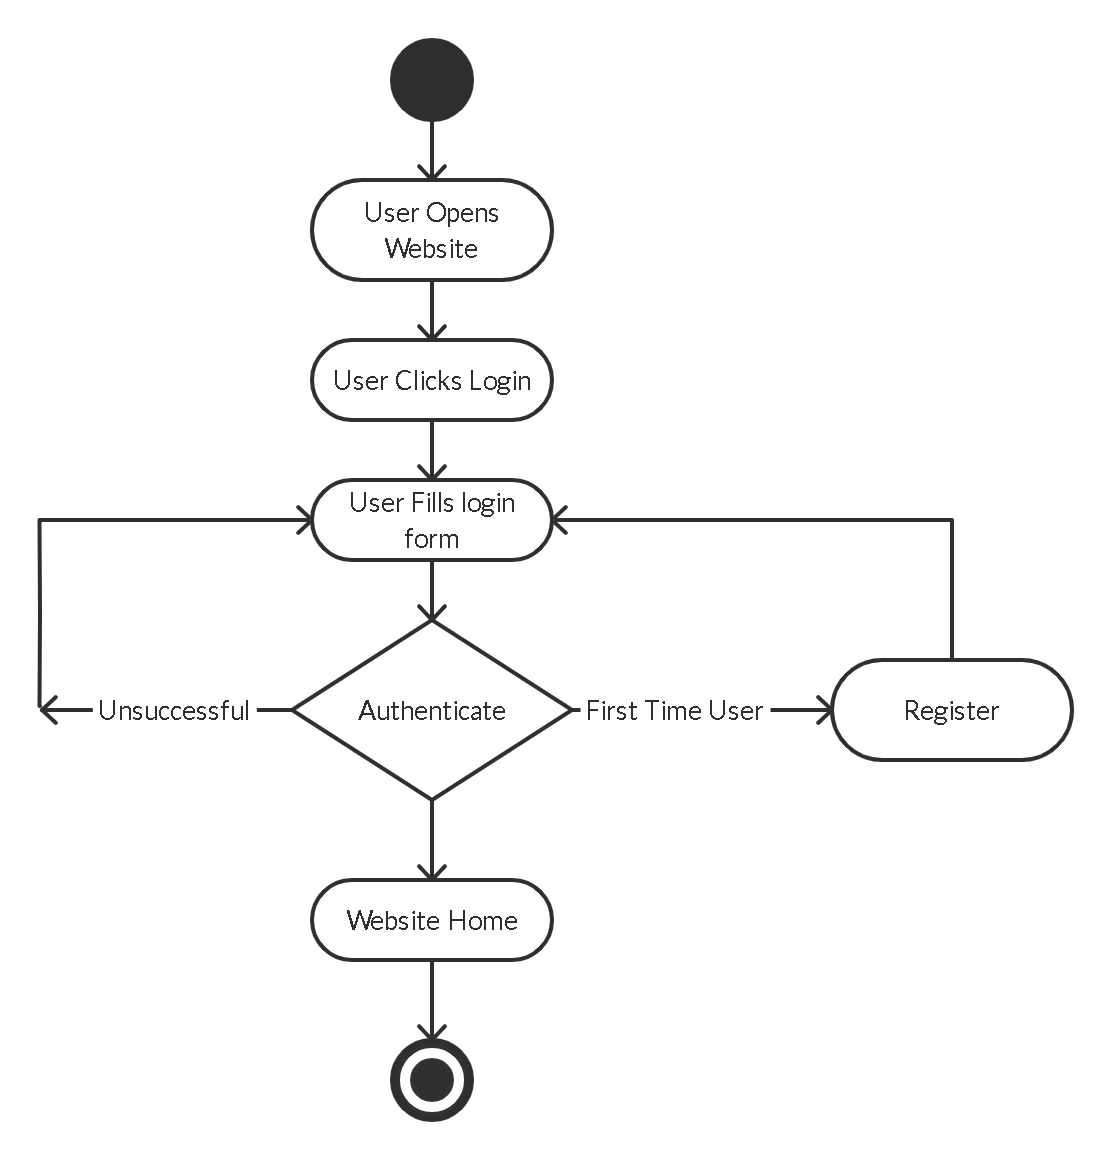 User Opens
Website
User Clicks Login
User Fills login
form
Unsuccessful
Authenticate
First Time User
Register
Website Home